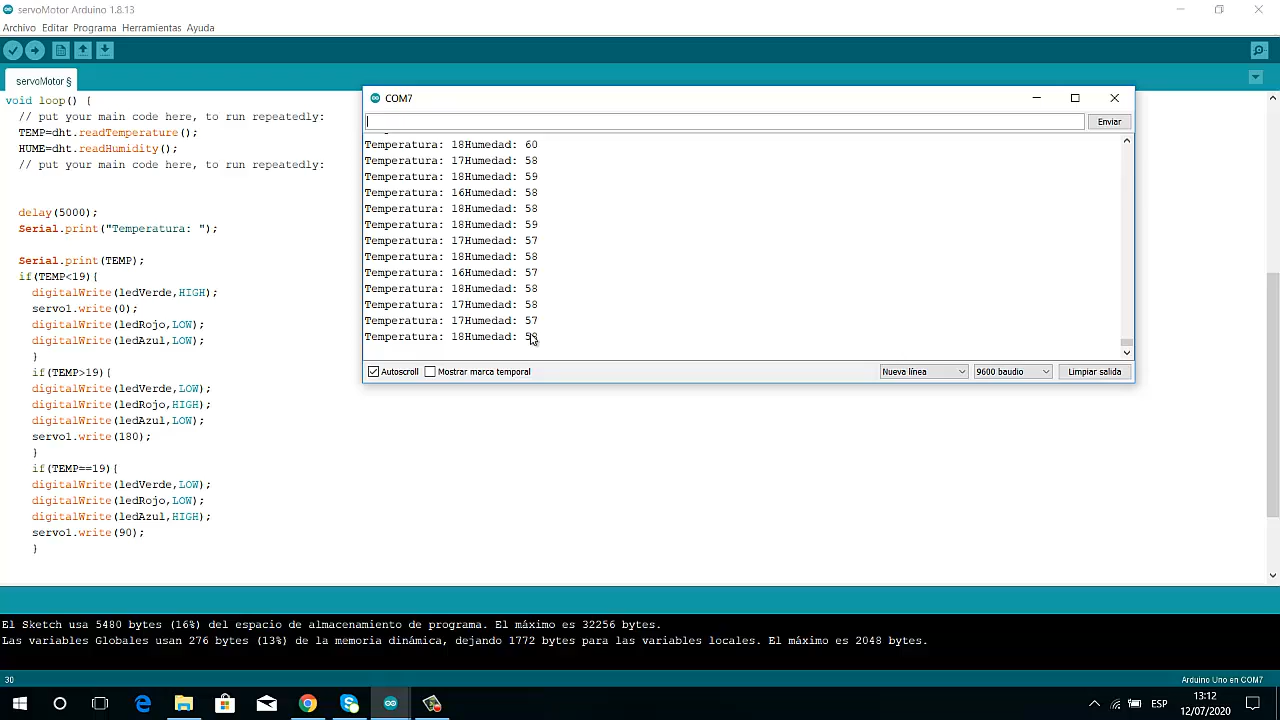 servoMotor Arduino 1.8.13
Archivo Editar Programa Herramientas Ayuda
servoMotor §
void loop() {
// put your main code here, to run repeatedly:
TEMP=dht.readTemperature();
HUME=dht.readHumidity();
// put your main code here, to run repeatedly:
delay(5000);
Serial.print("Temperatura: ");
Serial.print(TEMP);
if(TEMP<19){
digitalWrite(ledVerde,HIGH);
servo1.write(0);
digitalWrite(ledRojo,LOW);
digitalWrite(ledAzul,LOW);
}
if(TEMP>19){
digitalWrite(ledVerde,LOW);
digitalWrite(ledRojo,HIGH);
digitalWrite(ledAzul,LOW);
servo1.write(180);
}
if(TEMP==19){
digitalWrite(ledVerde,LOW);
digitalWrite(ledRojo,LOW);
digitalWrite(ledAzul,HIGH);
servo1.write(90);
}
COM7
Enviar
Temperatura: 18Humedad: 60
Temperatura: 17Humedad: 58
Temperatura: 18Humedad: 59
Temperatura: 16Humedad: 58
Temperatura: 18Humedad: 58
Temperatura: 18Humedad: 59
Temperatura: 17Humedad: 57
Temperatura: 18Humedad: 58
Temperatura: 16Humedad: 57
Temperatura: 18Humedad: 58
Temperatura: 17Humedad: 58
Temperatura: 17Humedad: 57
Temperatura: 18Humedad:
Autoscroll Mostrar marca temporal Nueva línea 9600 baudio Limpiar salida
El Sketch usa 5480 bytes (16%) del espacio de almacenamiento de programa. El máximo es 32256 bytes.
Las variables Globales usan 276 bytes (13%) de la memoria dinámica, dejando 1772 bytes para las variables locales. El máximo es 2048 bytes.
30 Arduino Uno en COM7
ESP
13:12
12/07/2020